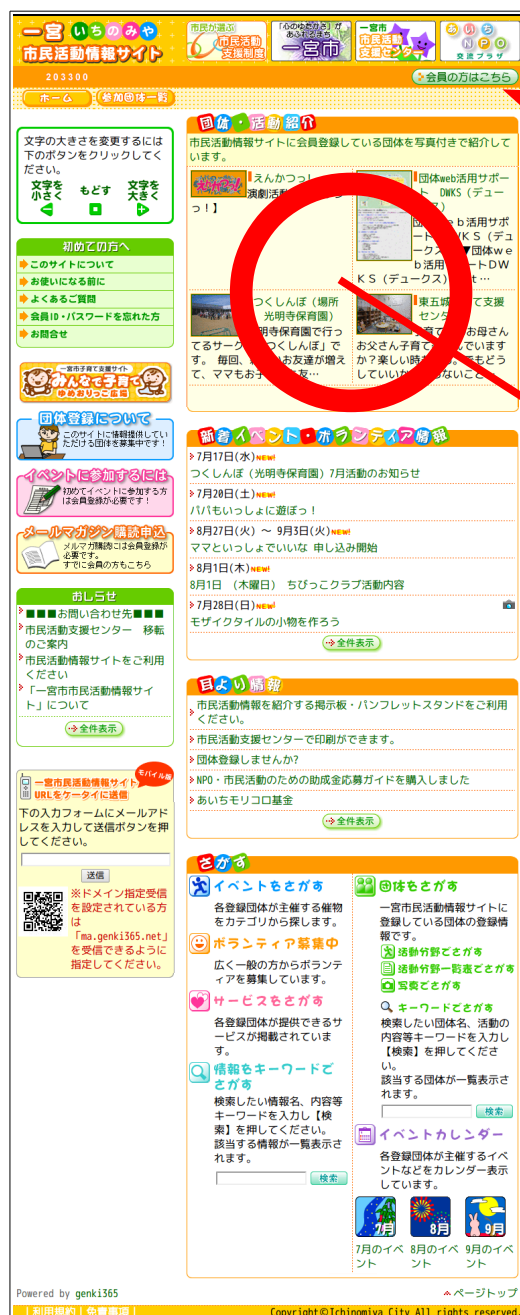 一宮 いちのみや
市民活動情報サイト
市民が選ぶ
市民活動
支援制度
「心のゆたかさ」が
あふれるまち
一宮市
一宮市
市民活動
支援センター
あいち
NPO
交流プラザ
203300
会員の方はこちら
ホーム
参加団体一覧
文字の大きさを変更するには
下のボタンをクリックしてく
ださい。
文字を
小さく
もどす
文字を
大きく
初めての方へ
このサイトについて
お使いになる前に
よくあるご質問
会員ID・パスワードを忘れた方
お問合せ
一宮市子育て支援サイト
みんなで子育て
ゆめおりっこ広場
団体登録について
このサイトに情報提供してい
ただける団体を募集中です！
イベントに参加するには
初めてイベントに参加する方
は会員登録が必要です！
メールマガジン購読申込
メルマガ購読には会員登録が
必要です。
すでに会員の方もこちら
おしらせ
■■■お問い合わせ先■■■
市民活動支援センター　移転
のご案内
市民活動情報サイトをご利用
ください
「一宮市市民活動情報サイ
ト」について
全件表示
モバイル版
一宮市民活動情報サイト
URLをケータイに送信
下の入力フォームにメールアド
レスを入力して送信ボタンを押
してください。
送信
※ドメイン指定受信
を設定されている方
は
「ma.genki365.net」
を受信できるように
指定してください。
団体・活動紹介
市民活動情報サイトに会員登録している団体を写真付きで紹介して
います。
えんかつっ！
演劇活
っ！】
団体web活用サポー
ト　DWKS（デュー
ス）
ｂ活用サポ
ＫＳ（デュ
▼団体ｗｅ
ｂ活用
ートＤＷ
ＫＳ（デュークス）
つくしんぼ（場所
光明寺保育園）
明寺保育園で行っ
てるサーク
つくしんぼ」で
す。 毎回、
お友達が増え
て、ママもお子
友…
東五城
て支援
セン
育て
お母さん
お父さん子育て
んでいます
か？楽しい時も
でもどう
していいか
ないこと
新着イベント・ボランティア情報
7月17日(水)NEW!
つくしんぼ（光明寺保育園）7月活動のお知らせ
7月20日(土)NEW!
パパもいっしょに遊ぼっ！
8月27日(火) ～ 9月3日(火)NEW!
ママといっしょでいいな 申し込み開始
8月1日(木)NEW!
8月1日　(木曜日)　ちびっこクラブ活動内容
7月28日(日)NEW!
モザイクタイルの小物を作ろう
全件表示
耳より情報
市民活動情報を紹介する掲示板・パンフレットスタンドをご利用
ください。
市民活動支援センターで印刷ができます。
団体登録しませんか?
NPO・市民活動のための助成金応募ガイドを購入しました
あいちモリコロ基金
全件表示
さがす
イベントをさがす
各登録団体が主催する催物
をカテゴリから探します。
ボランティア募集中
広く一般の方からボランテ
ィアを募集しています。
サービスをさがす
各登録団体が提供できるサ
ービスが掲載されていま
す。
情報をキーワードで
さがす
検索したい情報名、内容等
キーワードを入力し【検
索】を押してください。
該当する情報が一覧表示さ
れます。
検索
団体をさがす
一宮市民活動情報サイトに
登録している団体の登録情
報です。
活動分野でさがす
活動分野一覧表でさがす
写真でさがす
キーワードでさがす
検索したい団体名、活動の
内容等キーワードを入力し
【検索】を押してくださ
い。
該当する団体が一覧表示さ
れます。
検索
イベントカレンダー
各登録団体が主催するイベ
ントなどをカレンダー表示
しています。
7月
8月
9月
7月のイベ
ント
8月のイベ
ント
9月のイベ
ント
Powered by genki365
ページトップ
｜利用規約｜免責事項｜
Copyright©Ichinomiya City All rights reserved.